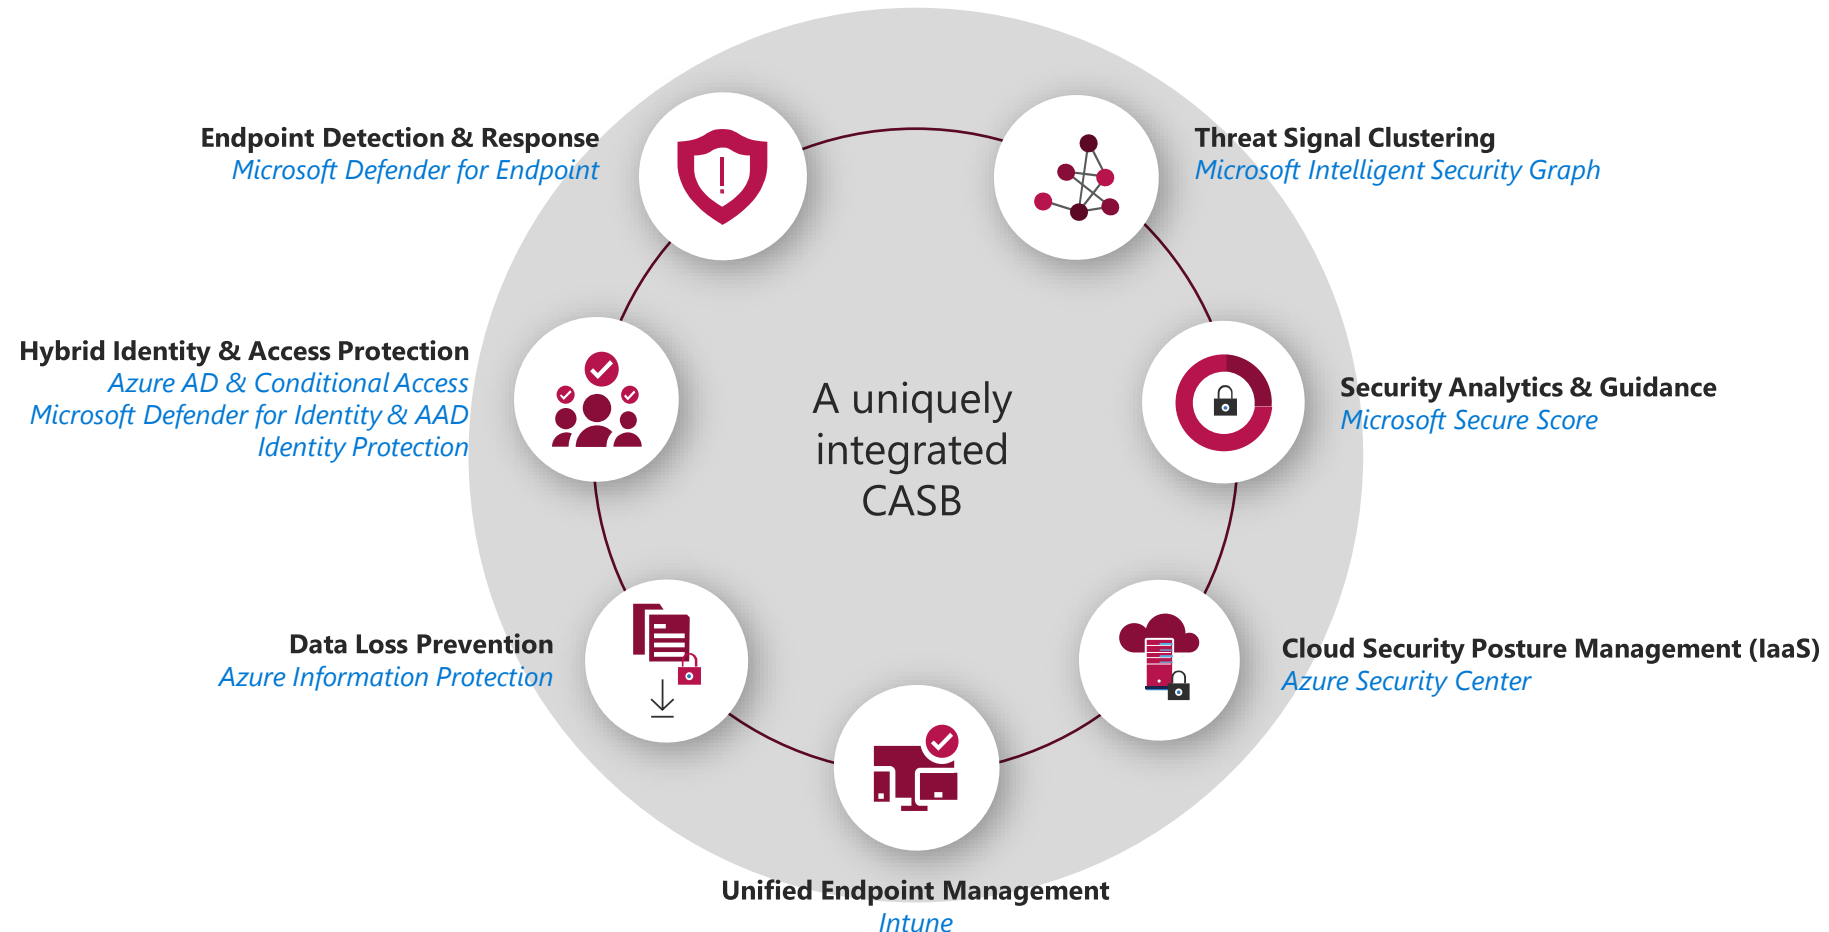 Endpoint Detection & Response
Microsoft Defender for Endpoint
Threat Signal Clustering
Microsoft Intelligent Security Graph
Hybrid Identity & Access Protection
Azure AD & Conditional Access
Microsoft Defender for Identity & AAD
Identity Protection
A uniquely
integrated
CASB
Security Analytics & Guidance
Microsoft Secure Score
Data Loss Prevention
Azure Information Protection
Cloud Security Posture Management (IaaS)
Azure Security Center
Unified Endpoint Management
Intune